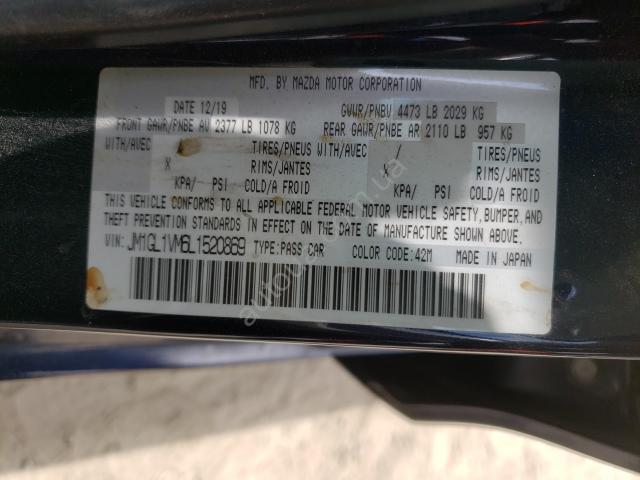 MFD. BY MAZDA MOTOR CORPORATION
DATE 12/19 GVWR/PNBV 4473 LB 2029 KG
FRONT GAWR/PNBE AV 2377 LB 1078 KG REAR GAWR/PNBE AR 2110 LB 957 KG
WITH/AVEC TIRES/PNEUS WITH/AVEC / TIRES/PNEUS
X RIMS/JANTES X RIMS/JANTES
KPA/ PSI COLD/A FROID KPA/ PSI COLD/A FROID
THIS VEHICLE CONFORMS TO ALL APPLICABLE FEDERAL MOTOR VEHICLE SAFETY, BUMPER, AND
THEFT PREVENTION STANDARDS IN EFFECT ON THE DATE OF MANUFACTURE SHOWN ABOVE.
VIN: JM1GL1VM6L1520869 TYPE: PASS CAR COLOR CODE: 42M MADE IN JAPAN
autoua.com.ua